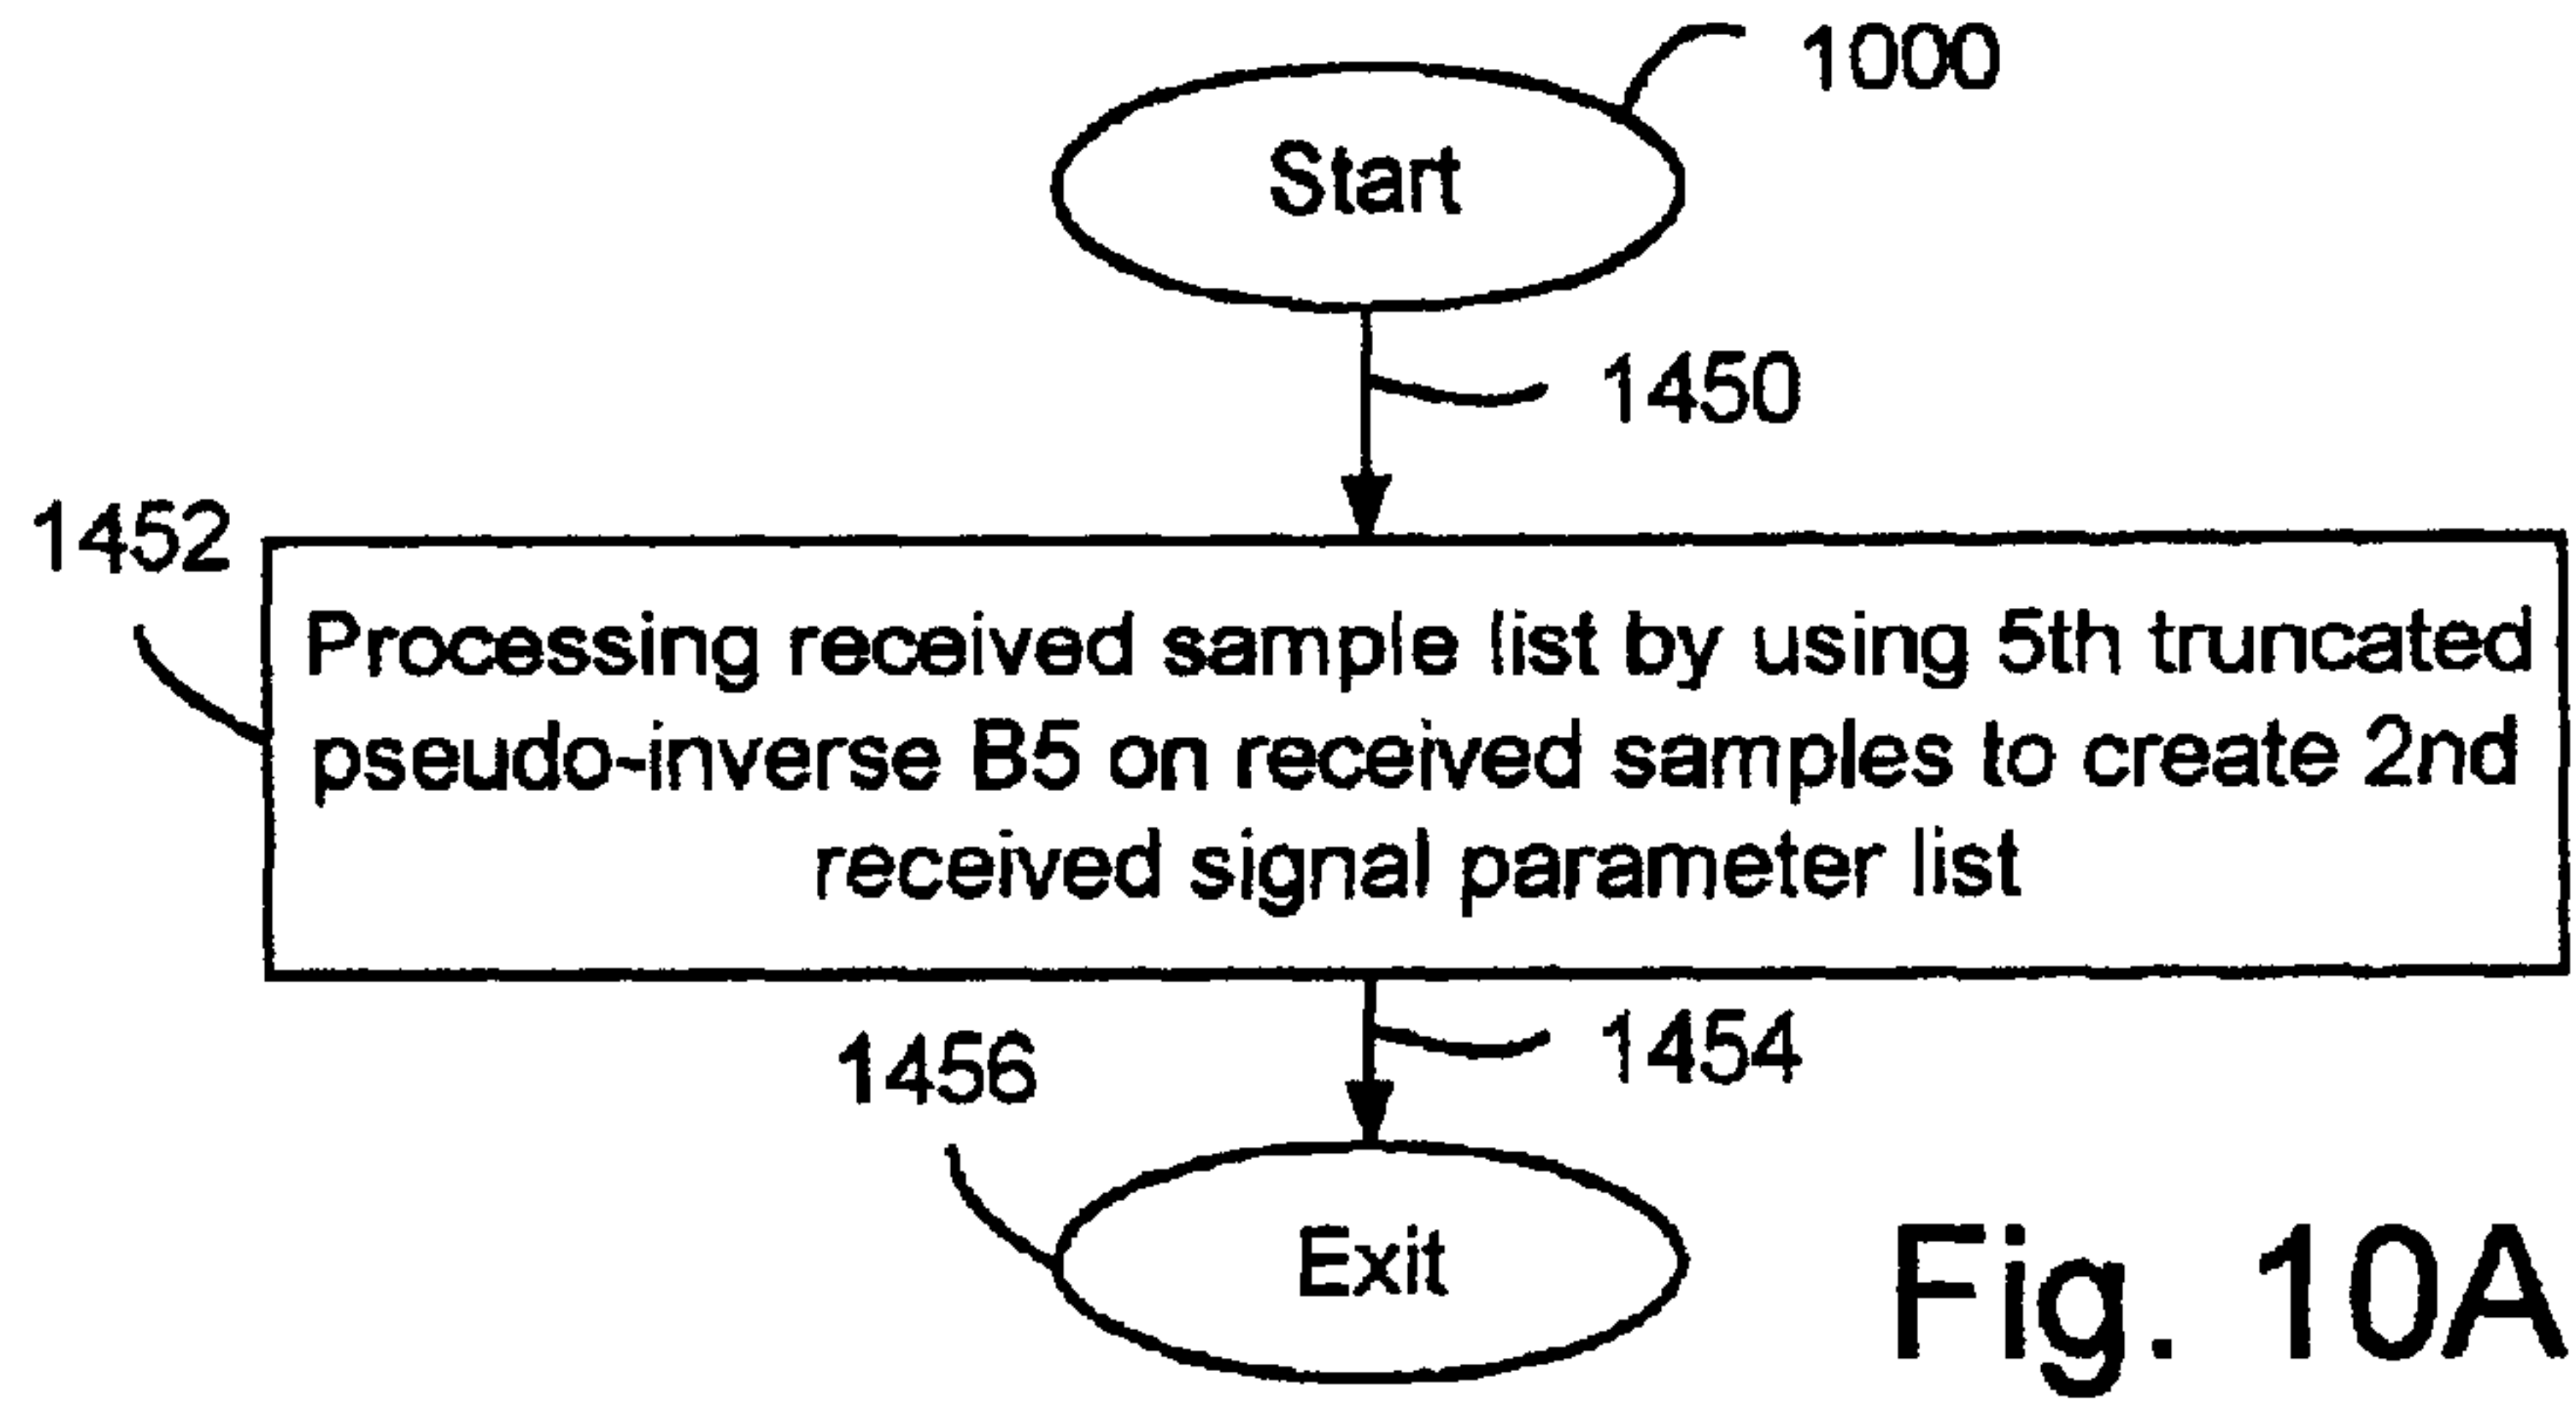 1000
Start
1450
1452
Processing received sample list by using 5th truncated
pseudo-inverse B5 on received samples to create 2nd
received signal parameter list
1454
1456
Exit
Fig. 10A